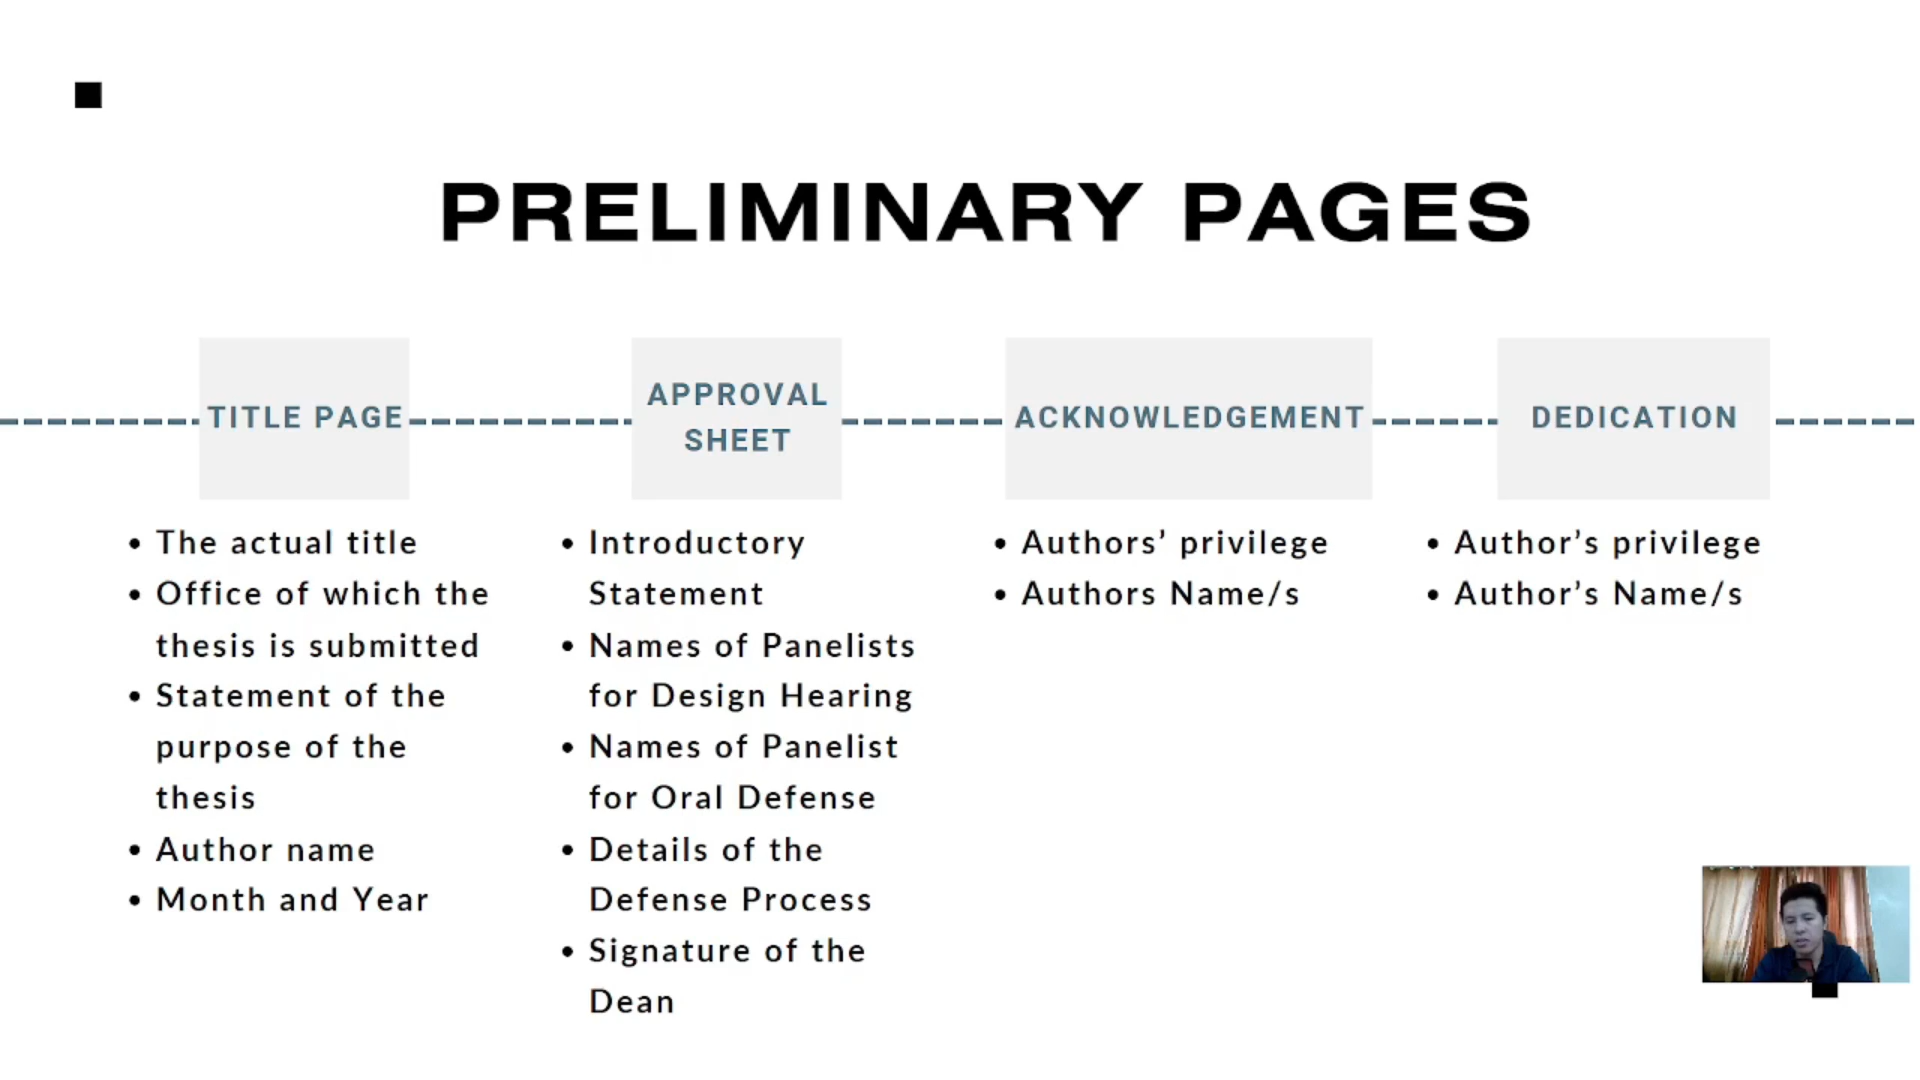 PRELIMINARY PAGES
TITLE PAGE
• The actual title
• Office of which the
thesis is submitted
• Statement of the
purpose of the
thesis
• Author name
• Month and Year
APPROVAL
SHEET
• Introductory
Statement
• Names of Panelists
for Design Hearing
• Names of Panelist
for Oral Defense
• Details of the
Defense Process
• Signature of the
Dean
ACKNOWLEDGEMENT
• Authors’ privilege
• Authors Name/s
DEDICATION
• Author’s privilege
• Author’s Name/s